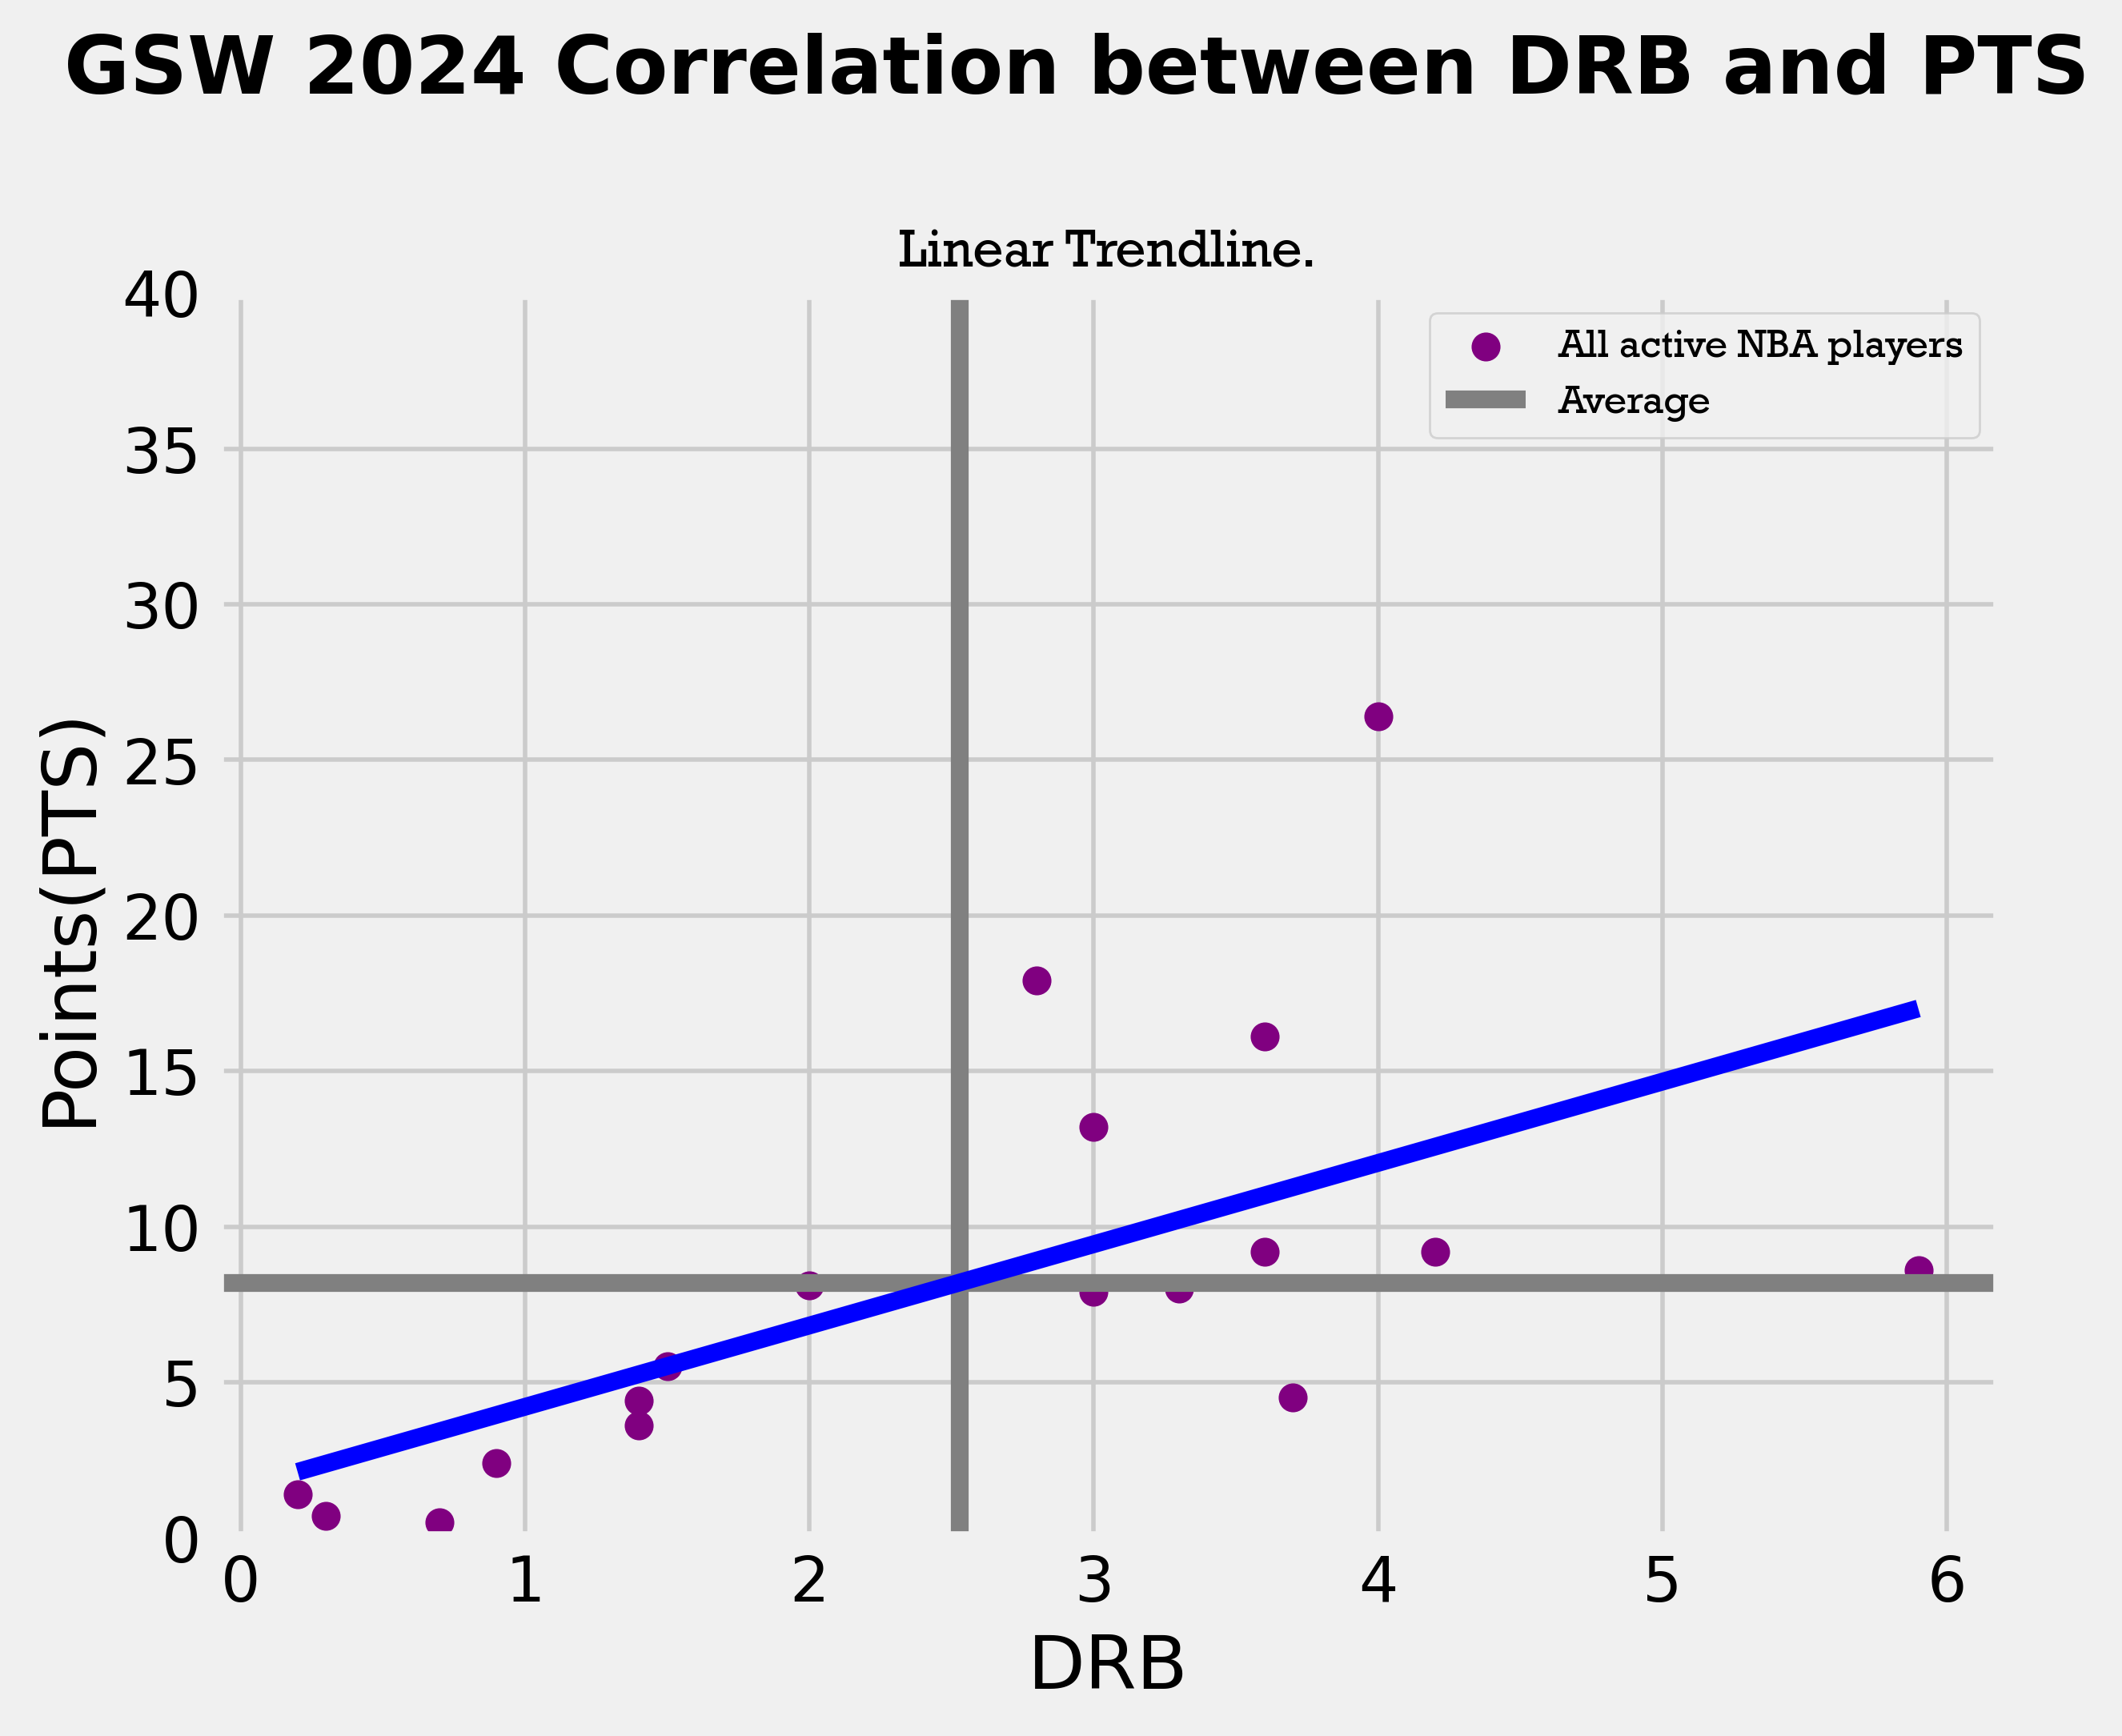 GSW 2024 Correlation between DRB and PTS
Linear Trendline.
All active NBA players
Average
40
35
30
25
20
15
10
5
0
Points(PTS)
0 1 2 3 4 5 6
DRB